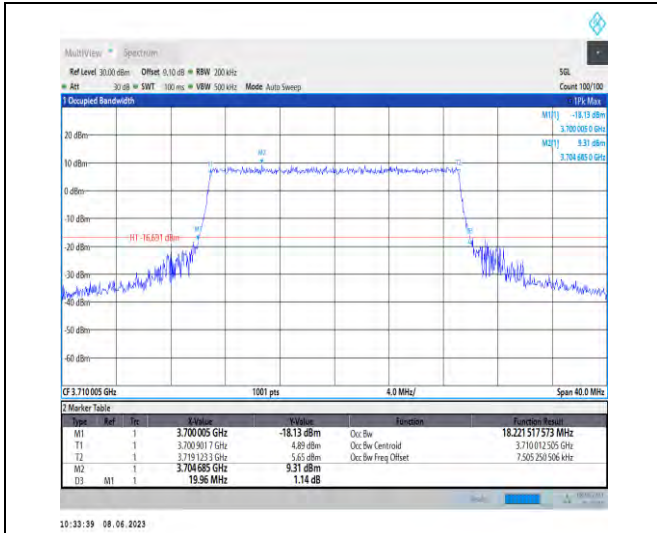 MultiView Spectrum
Ref Level 30.00 dBm Offset 0.10 dB RBW 200 kHz SGL
Att 30 dB SWT 100 ms VBW 500 kHz Mode Auto Sweep Count 100/100
1 Occupied Bandwidth 1Pk Max
M1[1] -18.13 dBm
3.700 005 0 GHz
M2[1] 9.31 dBm
3.704 685 0 GHz
20 dBm
M2
T1 T2
10 dBm
0 dBm
-10 dBm
M1
H1 -16.691 dBm
-20 dBm
-30 dBm
-40 dBm
-50 dBm
-60 dBm
CF 3.710 005 GHz 1001 pts 4.0 MHz/ Span 40.0 MHz
2 Marker Table
Type Ref Trc X-Value Y-Value Function Function Result
M1 1 3.700 005 GHz -18.13 dBm Occ Bw 18.221 517 573 MHz
T1 1 3.700 901 7 GHz 4.89 dBm Occ Bw Centroid 3.710 012 505 GHz
T2 1 3.719 123 3 GHz 5.65 dBm Occ Bw Freq Offset 7.505 250 506 kHz
M2 1 3.704 685 GHz 9.31 dBm
D3 M1 1 19.96 MHz 1.14 dB
10:33:39 08.06.2023